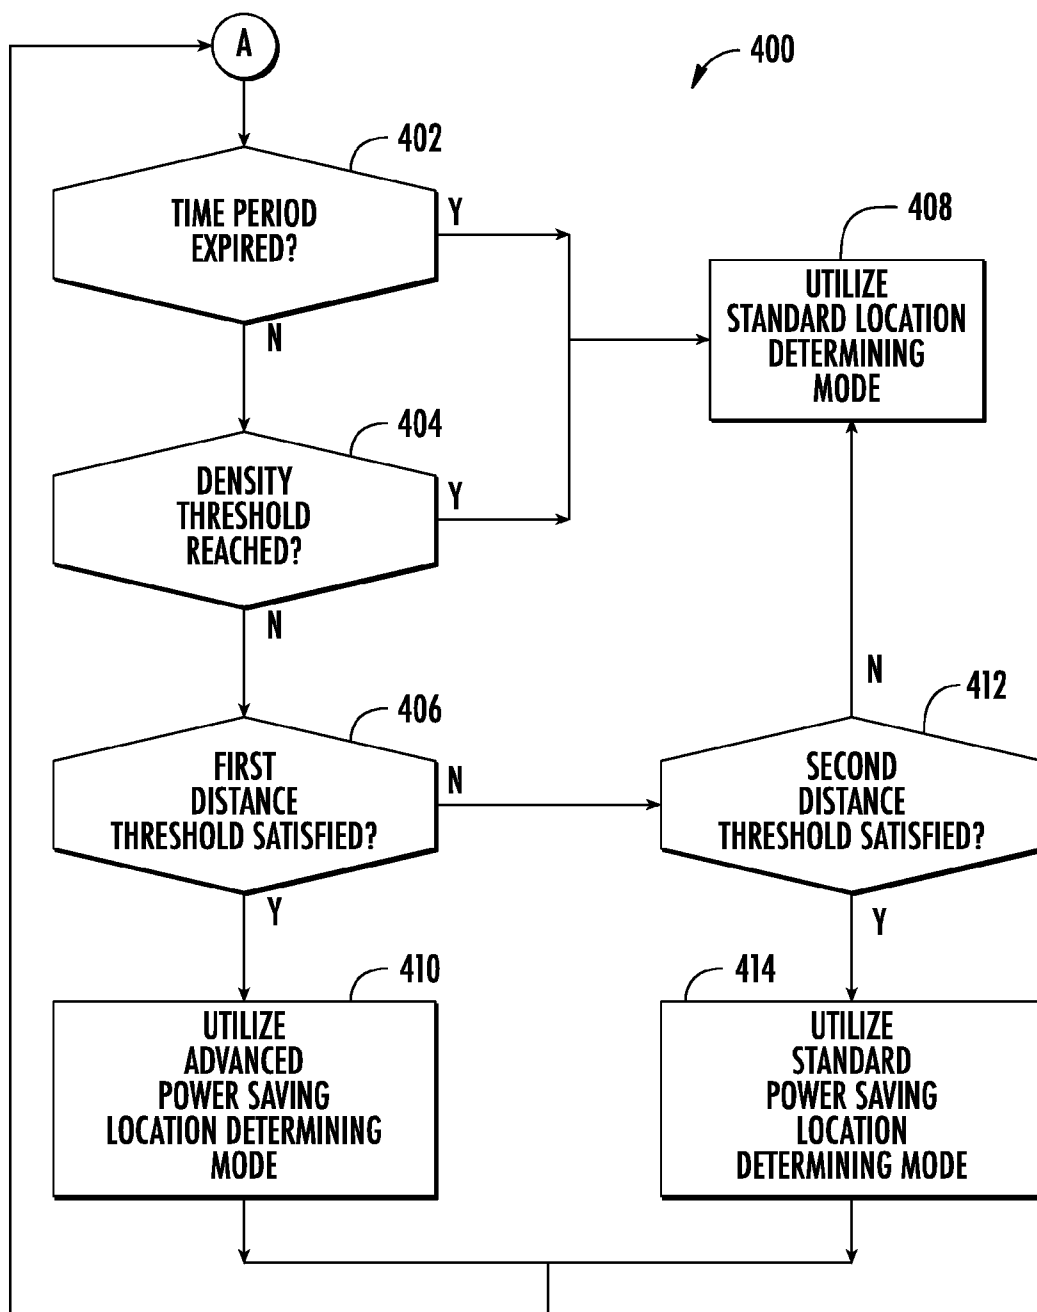 A
400
402
TIME PERIOD
EXPIRED?
Y
N
408
UTILIZE
STANDARD LOCATION
DETERMINING
MODE
404
DENSITY
THRESHOLD
REACHED?
Y
N
406
FIRST
DISTANCE
THRESHOLD SATISFIED?
N
Y
412
N
SECOND
DISTANCE
THRESHOLD SATISFIED?
Y
410
UTILIZE
ADVANCED
POWER SAVING
LOCATION DETERMINING
MODE
414
UTILIZE
STANDARD
POWER SAVING
LOCATION
DETERMINING MODE